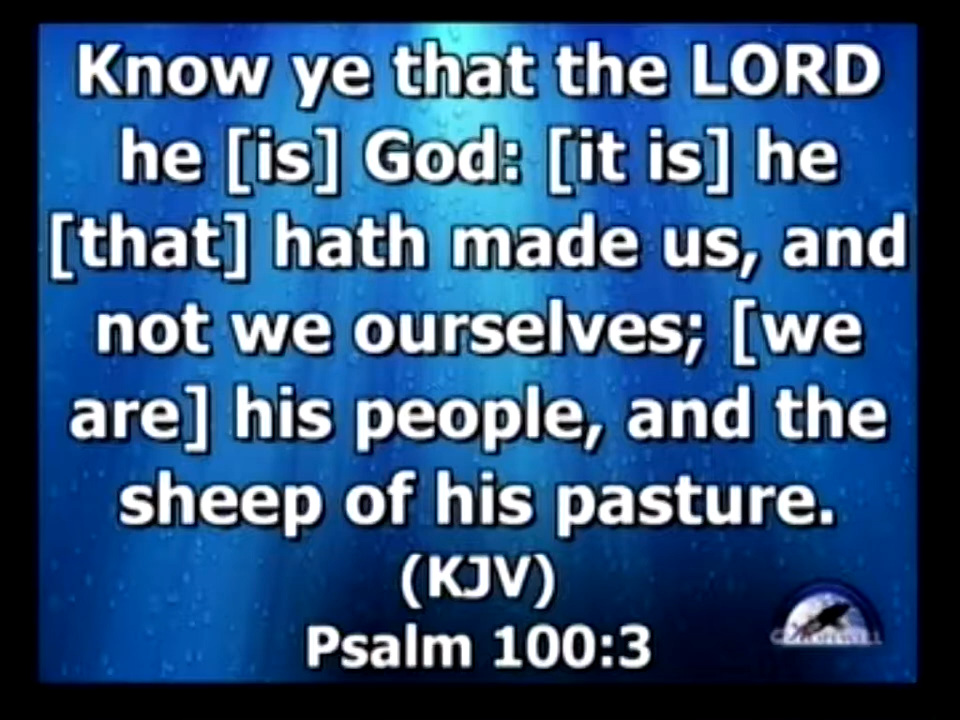 Know ye that the LORD
he [is] God: [it is] he
[that] hath made us, and
not we ourselves; [we
are] his people, and the
sheep of his pasture.
(KJV)
Psalm 100:3